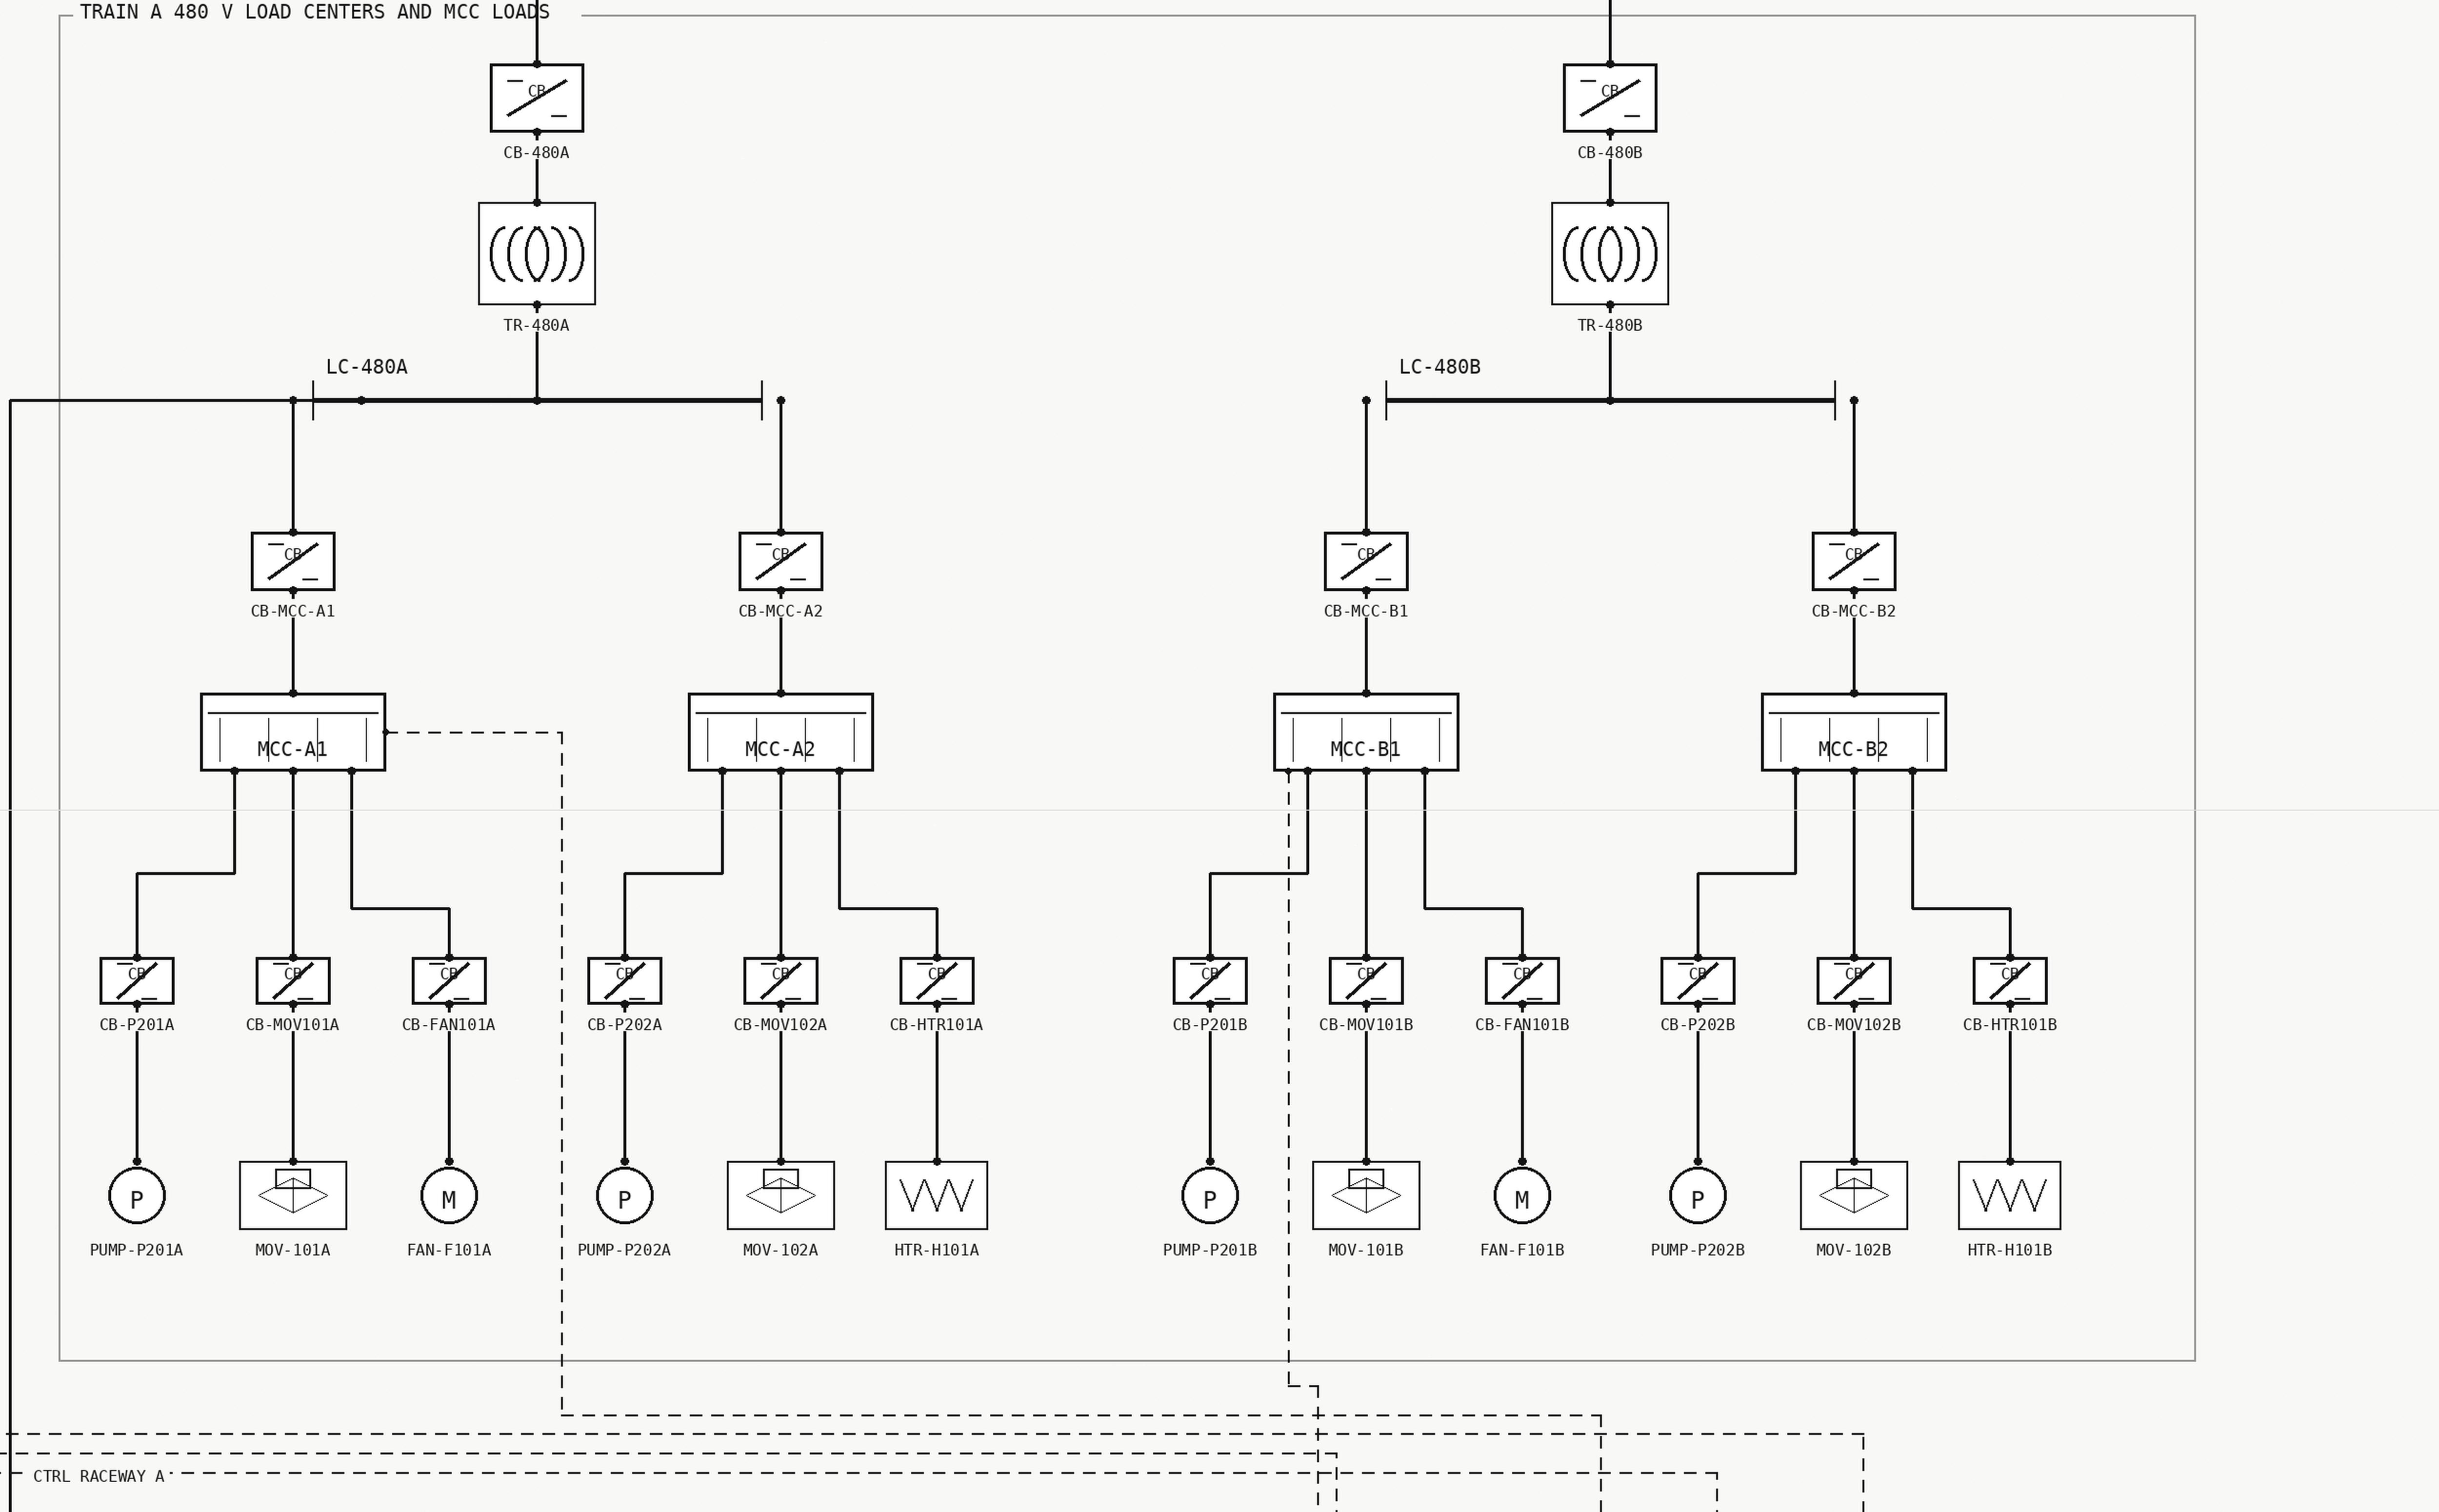 TRAIN A 480 V LOAD CENTERS AND MCC LOADS
CB
CB
CB-480A
CB-480B
TR-480A
TR-480B
LC-480A
LC-480B
CB
CB
CB
CB
CB-MCC-A1
CB-MCC-A2
CB-MCC-B1
CB-MCC-B2
MCC-A1
MCC-A2
MCC-B1
MCC-B2
CB
CB
CB
CB
CB
CB
CB
CB
CB
CB
CB
CB
CB-P201A
CB-MOV101A
CB-FAN101A
CB-P202A
CB-MOV102A
CB-HTR101A
CB-P201B
CB-MOV101B
CB-FAN101B
CB-P202B
CB-MOV102B
CB-HTR101B
P
M
P
P
M
P
PUMP-P201A
MOV-101A
FAN-F101A
PUMP-P202A
MOV-102A
HTR-H101A
PUMP-P201B
MOV-101B
FAN-F101B
PUMP-P202B
MOV-102B
HTR-H101B
CTRL RACEWAY A